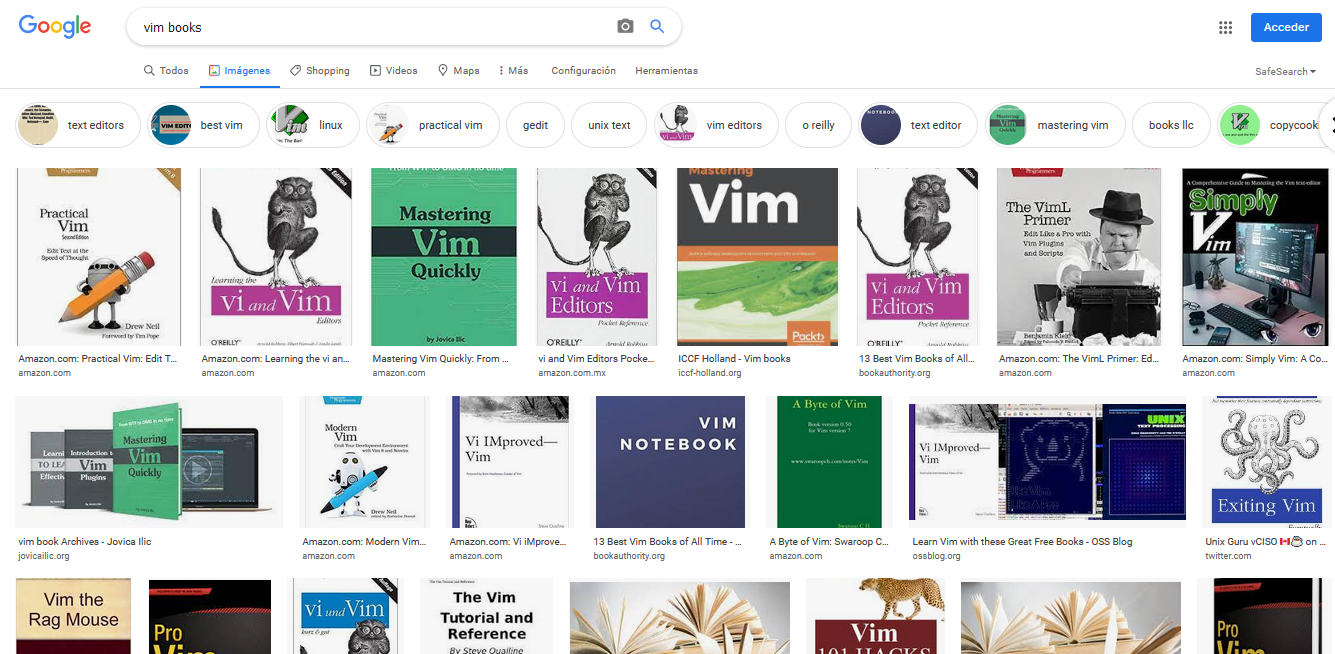 Google
vim books
Acceder
Todos
Imágenes
Shopping
Videos
Maps
Más
Configuración
Herramientas
SafeSearch
text editors
best vim
linux
practical vim
gedit
unix text
vim editors
o reilly
text editor
mastering vim
books llc
copycook
Practical
Vim
Second Edition
Edit Text at the
Speed of Thought
Drew Neil
Foreword by Tim Pope
Learning the
vi and Vim
Editors
O'REILLY
Mastering
Vim
Quickly
by Jovica Ilic
vi and Vim
Editors
Pocket Reference
O'REILLY
Arnold Robbins
Mastering
Vim
Packt
vi and Vim
Editors
Pocket Reference
O'REILLY
Arnold Robbins
The VimL
Primer
Edit Like a Pro with
Vim Plugins
and Scripts
Benjamin Klein
A Comprehensive Guide to Mastering the Vim text-editor
Simply
Vim
Amazon.com: Practical Vim: Edit T...
amazon.com
Amazon.com: Learning the vi an...
amazon.com
Mastering Vim Quickly: From ...
amazon.com
vi and Vim Editors Pocke...
amazon.com.mx
ICCF Holland - Vim books
iccf-holland.org
13 Best Vim Books of All...
bookauthority.org
Amazon.com: The VimL Primer: Ed...
amazon.com
Amazon.com: Simply Vim: A Co...
amazon.com
Introduction to
Vim
Plugins
Mastering
Vim
Quickly
Modern
Vim
Craft Your Development Environment
with Vim 8 and Neovim
Drew Neil
Vi IMproved—
Vim
Steve Oualline
VIM
NOTEBOOK
A Byte of Vim
Book version 0.50
for Vim version 7
www.swaroopch.com/notes/Vim
Swaroop C H
Vi IMproved—
Vim
UNIX
TEXT PROCESSING
Exiting Vim
vim book Archives - Jovica Ilic
jovicailic.org
Amazon.com: Modern Vim...
amazon.com
Amazon.com: Vi iMprove...
amazon.com
13 Best Vim Books of All Time - ...
bookauthority.org
A Byte of Vim: Swaroop C...
amazon.com
Learn Vim with these Great Free Books - OSS Blog
ossblog.org
Unix Guru vCISO 🇨🇦 on ...
twitter.com
Vim the
Rag Mouse
Pro
Vim
vi und Vim
kurz & gut
The Vim Tutorial and Reference
The Vim
Tutorial and
Reference
By Steve Oualline
Vim
101 HACKS
Pro
Vim